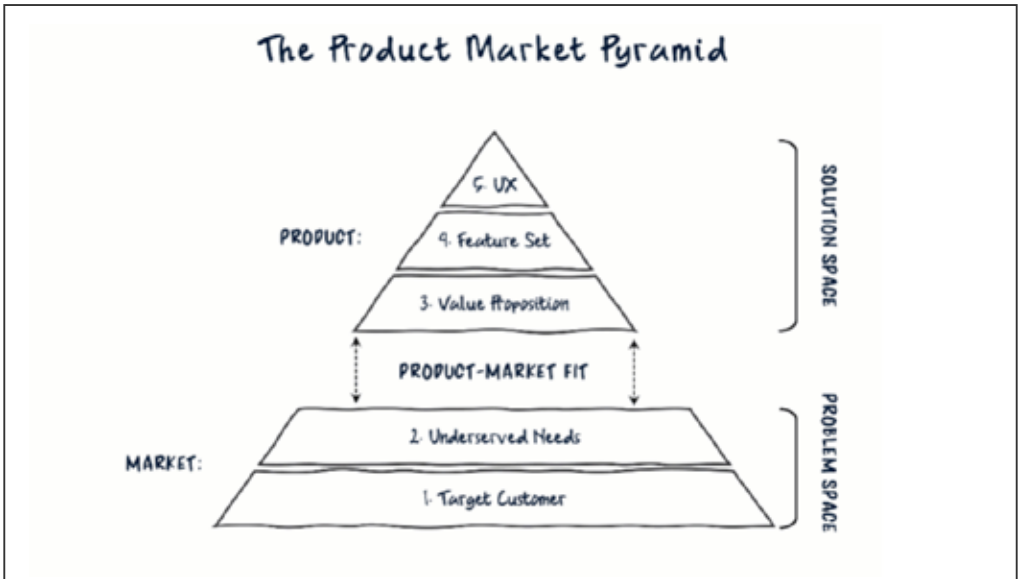 The Product Market Pyramid
5. UX
PRODUCT:
4. Feature Set
3. Value Proposition
SOLUTION SPACE
PRODUCT-MARKET FIT
2. Underserved Needs
MARKET:
1. Target Customer
PROBLEM SPACE